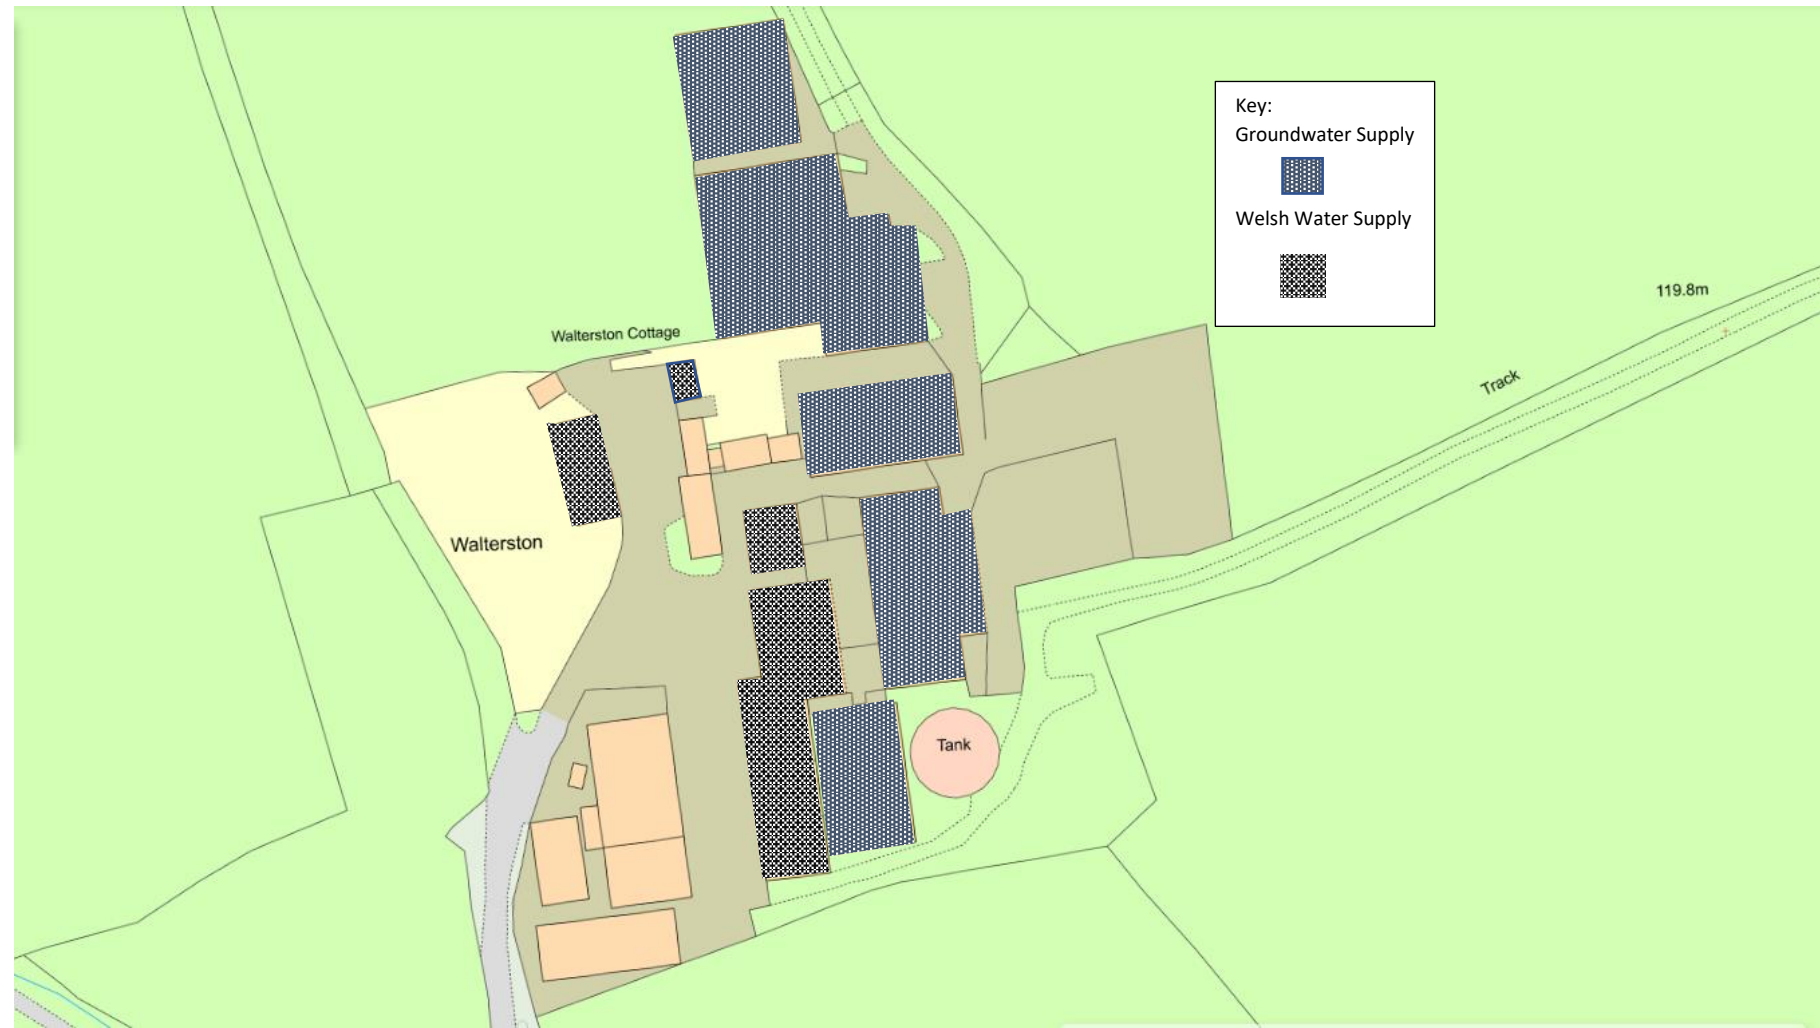 Key:
Groundwater Supply
Welsh Water Supply
119.8m
Walterston Cottage
Track
Walterston
Tank